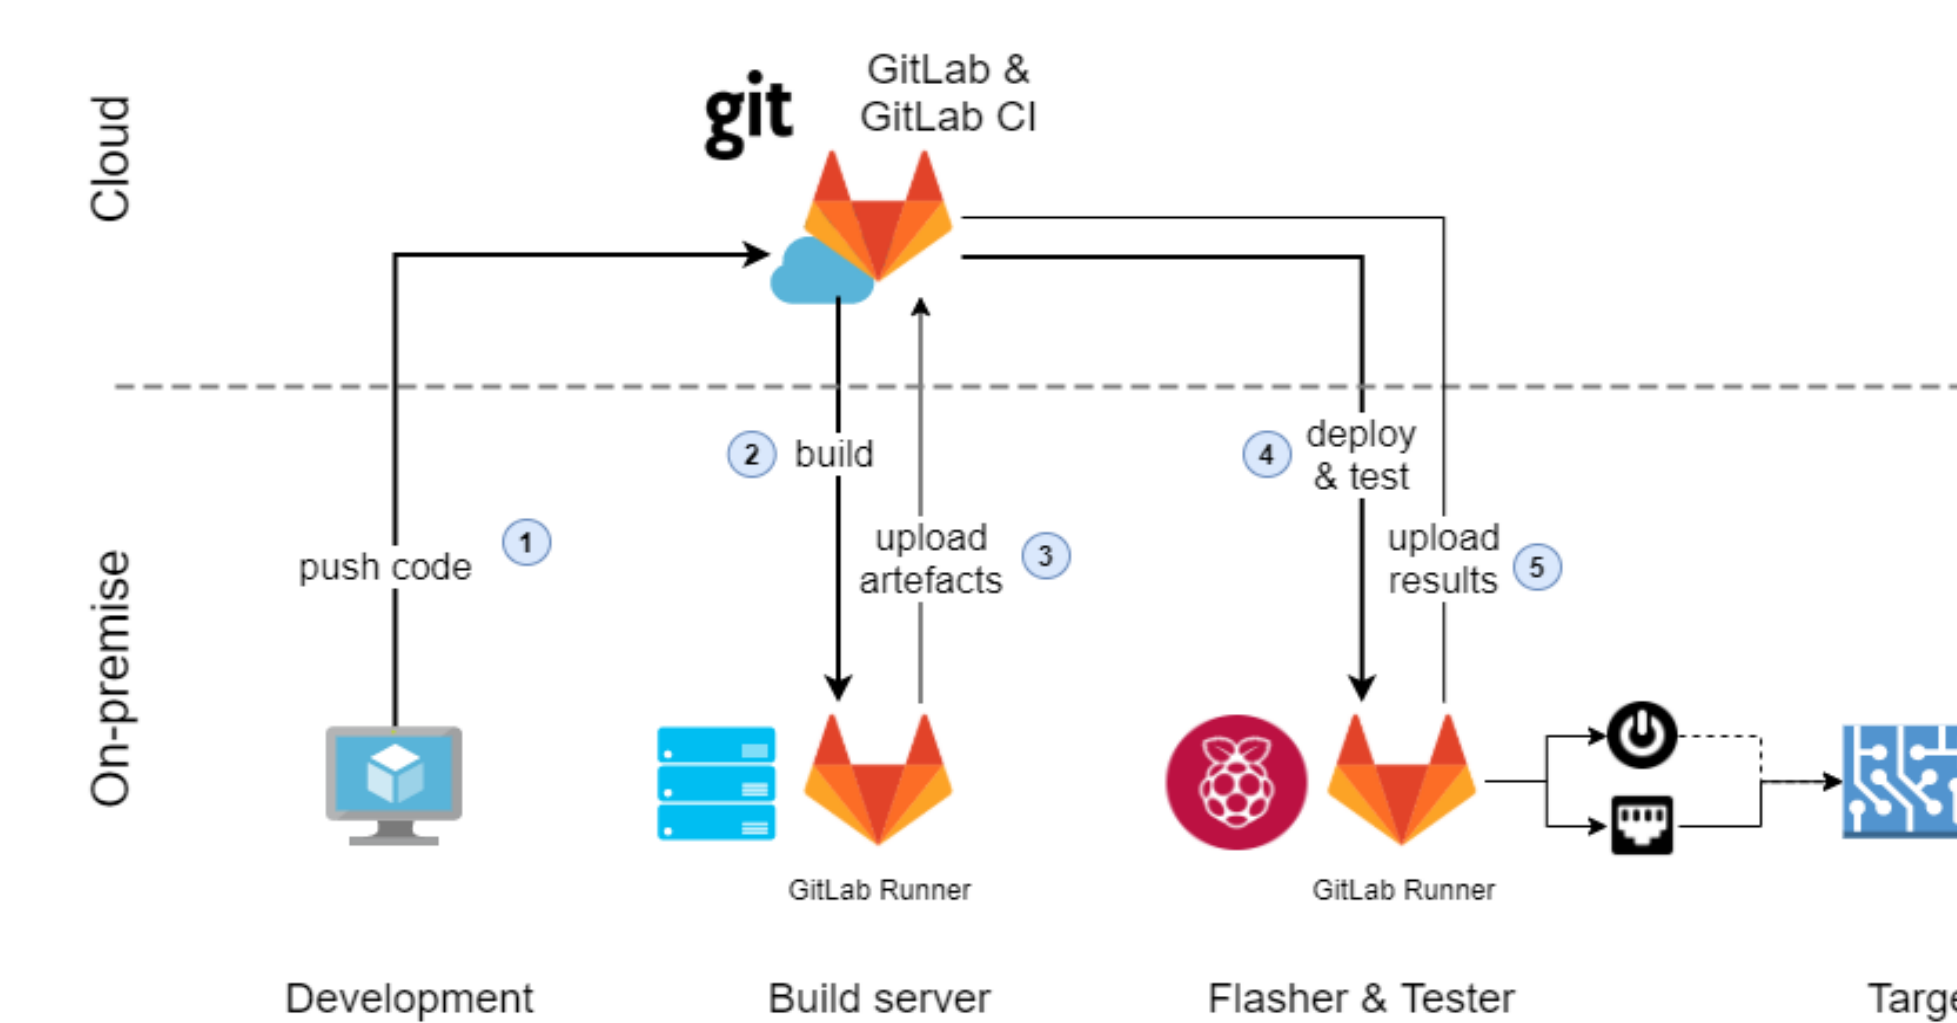 Cloud
git
GitLab &
GitLab CI
2
build
4
deploy
& test
1
push code
upload
artefacts
3
upload
results
5
On-premise
GitLab Runner
GitLab Runner
Development
Build server
Flasher & Tester